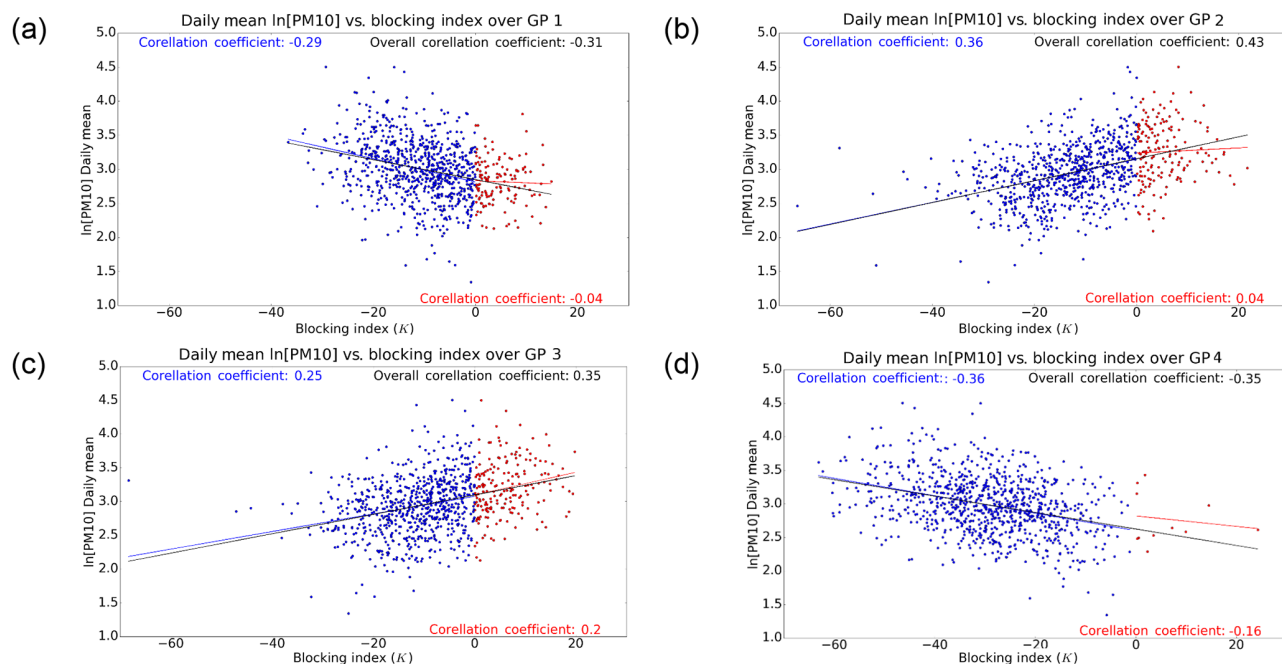 (a)
Daily mean ln[PM10] vs. blocking index over GP 1
Corellation coefficient: -0.29
Overall corellation coefficient: -0.31
5.0
4.5
4.0
3.5
3.0
2.5
2.0
1.5
1.0
ln[PM10] Daily mean
Corellation coefficient: -0.04
−60
−40
−20
0
20
Blocking index (K)
(b)
Daily mean ln[PM10] vs. blocking index over GP 2
Corellation coefficient: 0.36
Overall corellation coefficient: 0.43
5.0
4.5
4.0
3.5
3.0
2.5
2.0
1.5
1.0
ln[PM10] Daily mean
Corellation coefficient: 0.04
−60
−40
−20
0
20
Blocking index (K)
(c)
Daily mean ln[PM10] vs. blocking index over GP 3
Corellation coefficient: 0.25
Overall corellation coefficient: 0.35
5.0
4.5
4.0
3.5
3.0
2.5
2.0
1.5
1.0
ln[PM10] Daily mean
Corellation coefficient: 0.2
−60
−40
−20
0
20
Blocking index (K)
(d)
Daily mean ln[PM10] vs. blocking index over GP 4
Corellation coefficient:: -0.36
Overall corellation coefficient: -0.35
5.0
4.5
4.0
3.5
3.0
2.5
2.0
1.5
1.0
ln[PM10] Daily mean
Corellation coefficient: -0.16
−60
−40
−20
0
20
Blocking index (K)